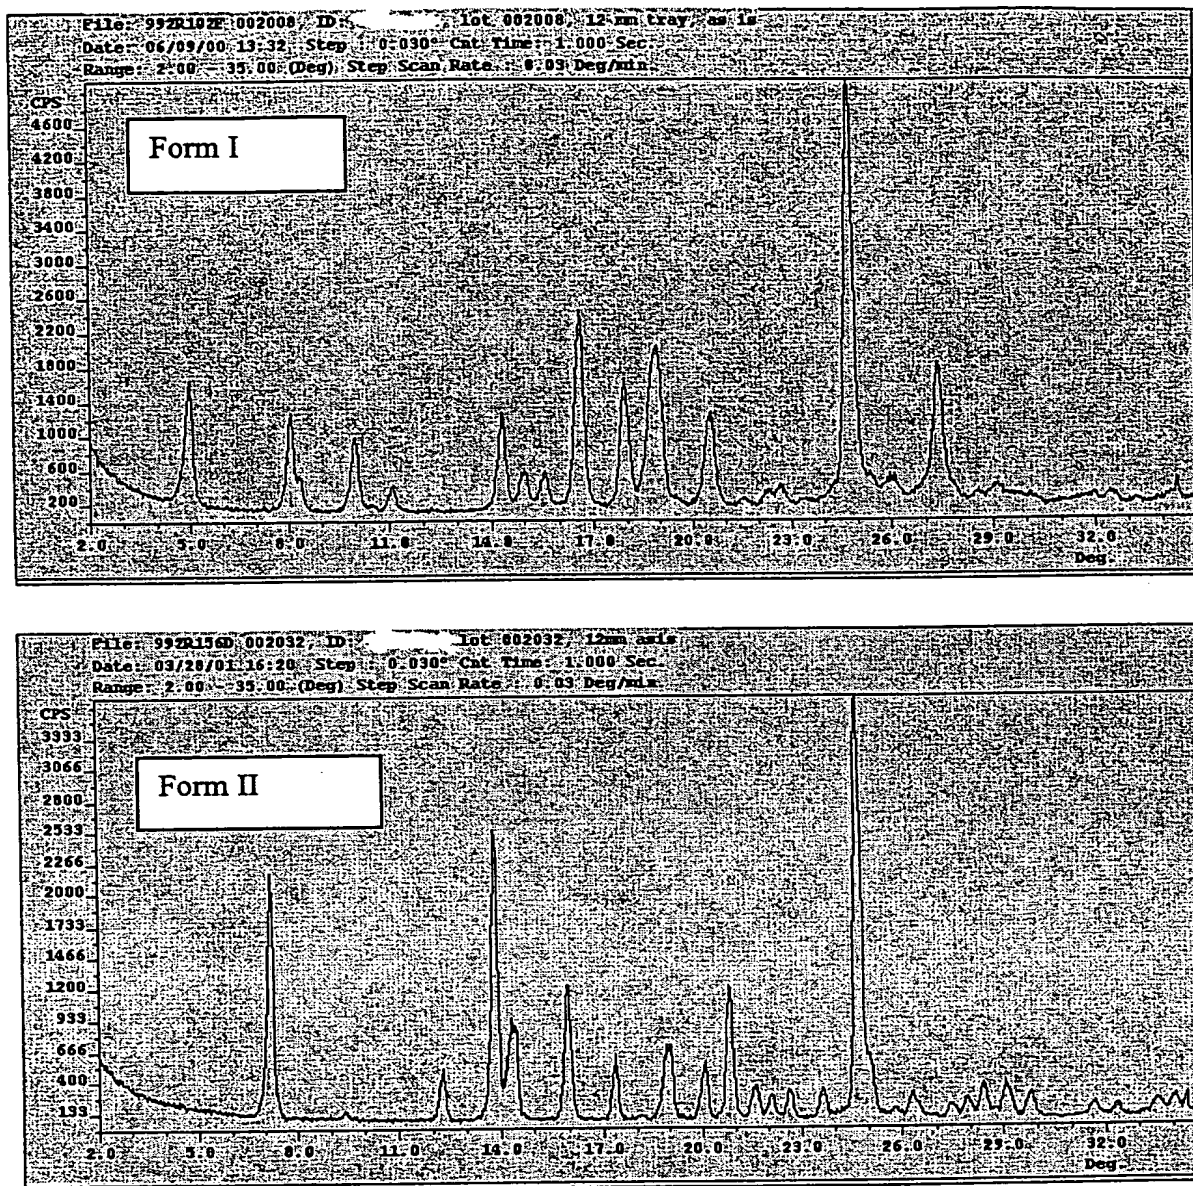 File: 992R102F 002008, ID: , lot 002008, 12-mm tray, as is
Date: 06/09/00 13:32 Step : 0.030° Cnt Time: 1.000 Sec.
Range: 2.00 - 35.00 (Deg) Step Scan Rate : 0.03 Deg/min.
CPS
4600
4200
3800
3400
3000
2600
2200
1800
1400
1000
600
200
Form I
2.0 5.0 8.0 11.0 14.0 17.0 20.0 23.0 26.0 29.0 32.0
Deg.
File: 992R156D 002032, ID: lot 002032, 12mm asis
Date: 03/28/01 16:20 Step : 0.030° Cnt Time: 1.000 Sec.
Range: 2.00 - 35.00 (Deg) Step Scan Rate : 0.03 Deg/min
CPS
3333
3066
2800
2533
2266
2000
1733
1466
1200
933
666
400
133
Form II
2.0 5.0 8.0 11.0 14.0 17.0 20.0 23.0 26.0 29.0 32.0
Deg.